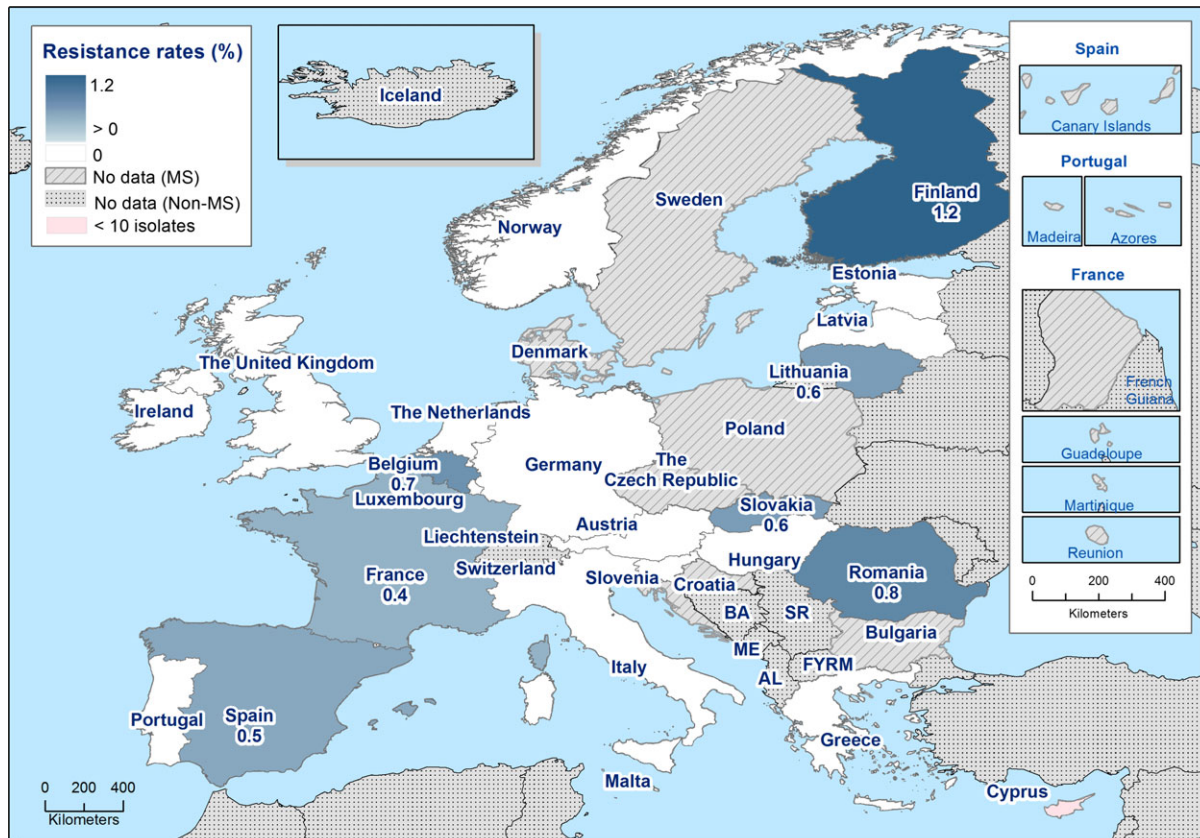 Resistance rates (%)
1.2
> 0
0
No data (MS)
No data (Non-MS)
< 10 isolates
Iceland
Norway
Sweden
Finland
1.2
Estonia
Latvia
Lithuania
0.6
Denmark
The United Kingdom
Ireland
The Netherlands
Belgium
0.7
Luxembourg
Germany
Poland
The
Czech Republic
Slovakia
0.6
Austria
Liechtenstein
Switzerland
Hungary
France
0.4
Slovenia
Croatia
Romania
0.8
BA
SR
Bulgaria
ME
FYRM
AL
Italy
Portugal
Spain
0.5
Greece
Malta
Cyprus
0 200 400
Kilometers
Spain
Canary Islands
Portugal
Madeira
Azores
France
French
Guiana
Guadeloupe
Martinique
Reunion
0 200 400
Kilometers